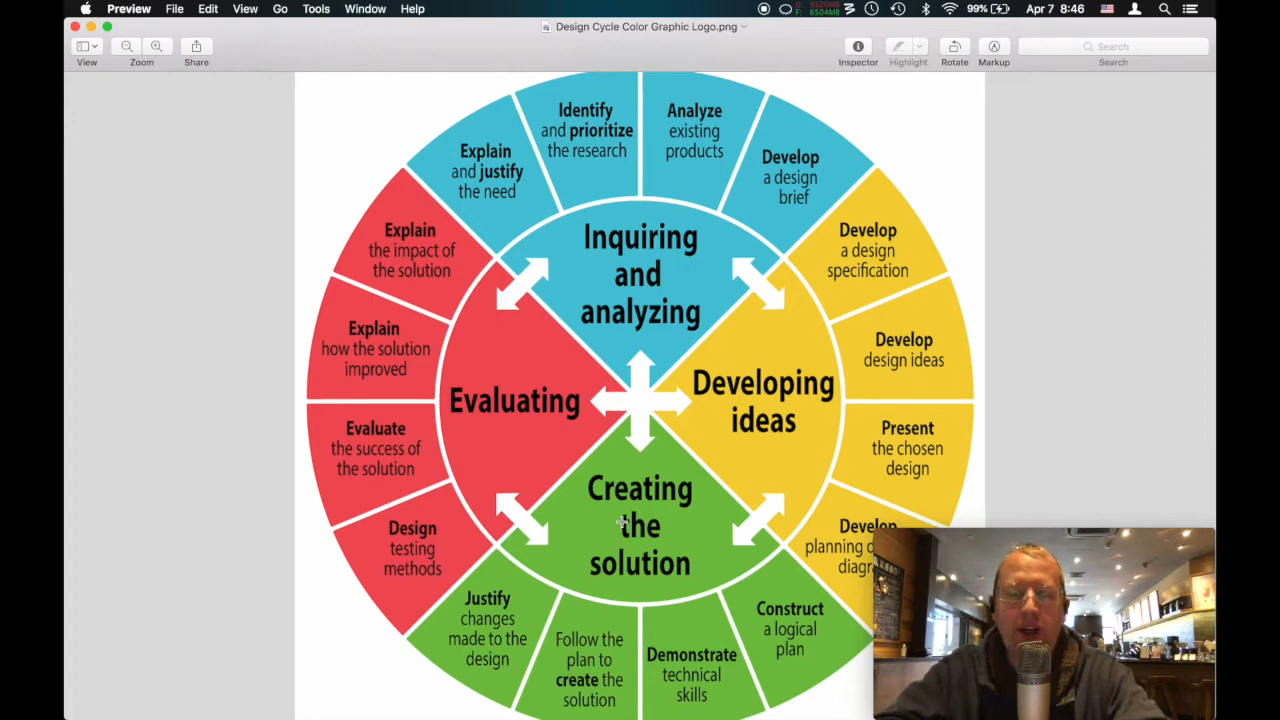 Preview File Edit Evaluation View Go Tools Window Help
99% Apr 7 8:46
Design Cycle Color Graphic Logo.png
View Zoom Share Inspector Highlight Rotate Markup Search
Search
Explain
and justify
the need
Identify
and prioritize
the research
Analyze
existing
products
Develop
a design
brief
Develop
a design
specification
Develop
design ideas
Present
the chosen
design
Develop
planning
diagr
Construct
a logical
plan
Demonstrate
technical
skills
Follow the
plan to
create the
solution
Justify
changes
made to the
design
Design
testing
methods
Evaluate
the success of
the solution
Explain
how the solution
improved
Explain
the impact of
the solution
Inquiring
and
analyzing
Developing
ideas
Creating
the
solution
Evaluating